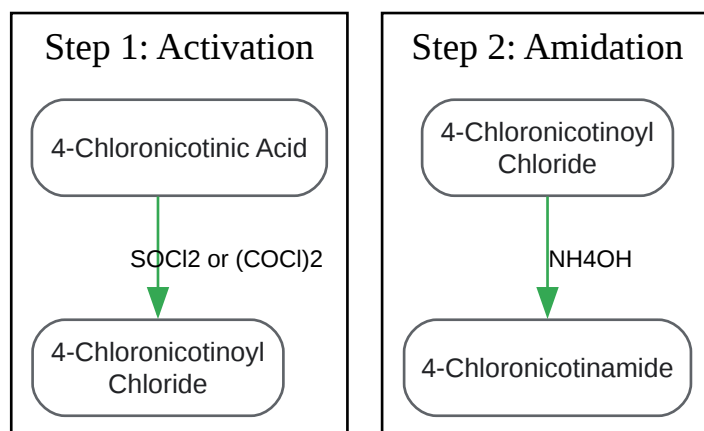 Step 1: Activation
4-Chloronicotinic Acid
SOCl2 or (COCl)2
4-Chloronicotinoyl
Chloride
Step 2: Amidation
4-Chloronicotinoyl
Chloride
NH4OH
4-Chloronicotinamide